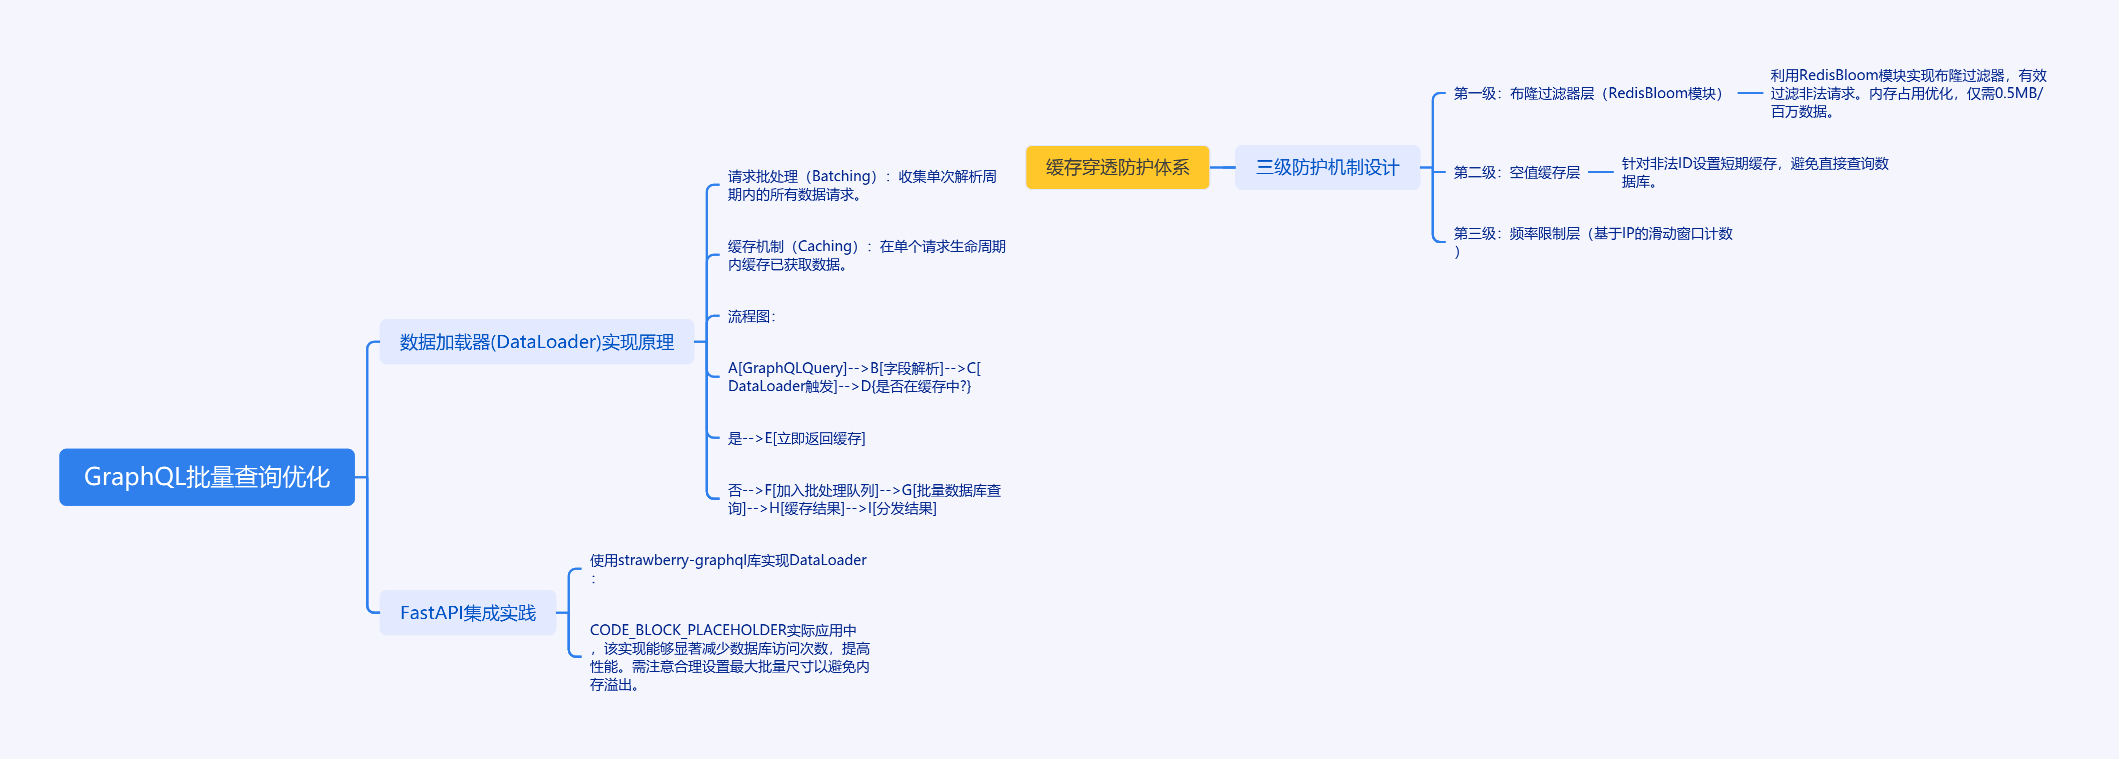 GraphQL批量查询优化
数据加载器(DataLoader)实现原理
请求批处理（Batching）：收集单次解析周
期内的所有数据请求。
缓存机制（Caching）：在单个请求生命周期
内缓存已获取数据。
流程图：
A[GraphQLQuery]-->B[字段解析]-->C[
DataLoader触发]-->D{是否在缓存中?}
是-->E[立即返回缓存]
否-->F[加入批处理队列]-->G[批量数据库查
询]-->H[缓存结果]-->I[分发结果]
FastAPI集成实践
使用strawberry-graphql库实现DataLoader
：
CODE_BLOCK_PLACEHOLDER实际应用中
，该实现能够显著减少数据库访问次数，提高
性能。需注意合理设置最大批量尺寸以避免内
存溢出。
缓存穿透防护体系
三级防护机制设计
第一级：布隆过滤器层（RedisBloom模块）
利用RedisBloom模块实现布隆过滤器，有效
过滤非法请求。内存占用优化，仅需0.5MB/
百万数据。
第二级：空值缓存层
针对非法ID设置短期缓存，避免直接查询数
据库。
第三级：频率限制层（基于IP的滑动窗口计数
）